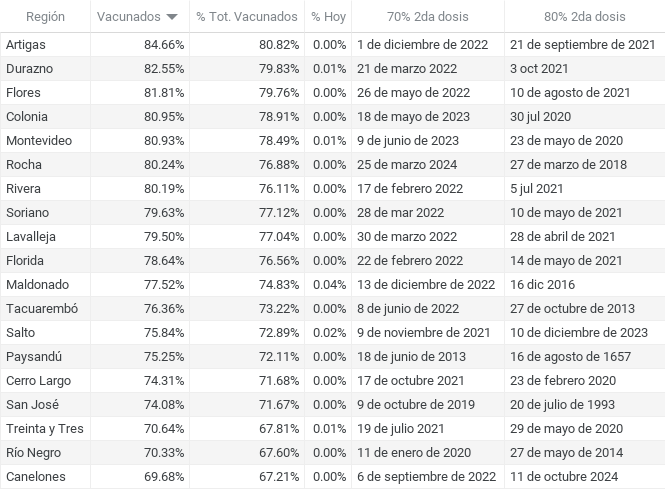 Región Vacunados % Tot. Vacunados % Hoy 70% 2da dosis 80% 2da dosis
Artigas 84.66% 80.82% 0.00% 1 de diciembre de 2022 21 de septiembre de 2021
Durazno 82.55% 79.83% 0.01% 21 de marzo 2022 3 oct 2021
Flores 81.81% 79.76% 0.00% 26 de mayo de 2022 10 de agosto de 2021
Colonia 80.95% 78.91% 0.00% 18 de mayo de 2023 30 jul 2020
Montevideo 80.93% 78.49% 0.01% 9 de junio de 2023 23 de mayo de 2020
Rocha 80.24% 76.88% 0.00% 25 de marzo 2024 27 de marzo de 2018
Rivera 80.19% 76.11% 0.00% 17 de febrero 2022 5 jul 2021
Soriano 79.63% 77.12% 0.00% 28 de mar 2022 10 de mayo de 2021
Lavalleja 79.50% 77.04% 0.00% 30 de marzo 2022 28 de abril de 2021
Florida 78.64% 76.56% 0.00% 22 de febrero 2022 14 de mayo de 2021
Maldonado 77.52% 74.83% 0.04% 13 de diciembre de 2022 16 dic 2016
Tacuarembó 76.36% 73.22% 0.00% 8 de junio de 2022 27 de octubre de 2013
Salto 75.84% 72.89% 0.02% 9 de noviembre de 2021 10 de diciembre de 2023
Paysandú 75.25% 72.11% 0.00% 18 de junio de 2013 16 de agosto de 1657
Cerro Largo 74.31% 71.68% 0.00% 17 de octubre 2021 23 de febrero 2020
San José 74.08% 71.67% 0.00% 9 de octubre de 2019 20 de julio de 1993
Treinta y Tres 70.64% 67.81% 0.01% 19 de julio 2021 29 de mayo de 2020
Río Negro 70.33% 67.60% 0.00% 11 de enero de 2020 27 de mayo de 2014
Canelones 69.68% 67.21% 0.00% 6 de septiembre de 2022 11 de octubre 2024